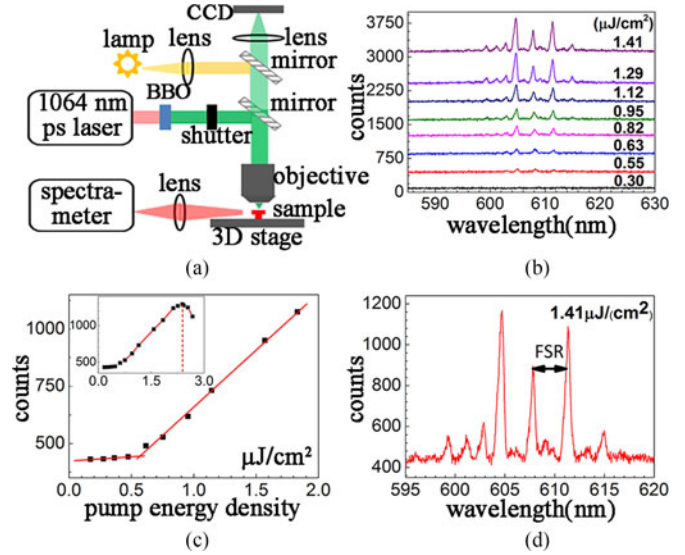 CCD
lamp
lens
lens
mirror
mirror
1064 nm
ps laser
BBO
shutter
objective
spectra-
meter
lens
sample
3D stage
(a)
counts
3750
3000
2250
1500
750
0
(μJ/cm²)
1.41
1.29
1.12
0.95
0.82
0.63
0.55
0.30
590 600 610 620 630
wavelength(nm)
(b)
counts
1000
750
500
1000
500
0.0 1.5 3.0
μJ/cm²
0.0 0.5 1.0 1.5 2.0
pump energy density
(c)
counts
1200
1000
800
600
400
1.41μJ/(cm²)
FSR
595 600 605 610 615 620
wavelength(nm)
(d)